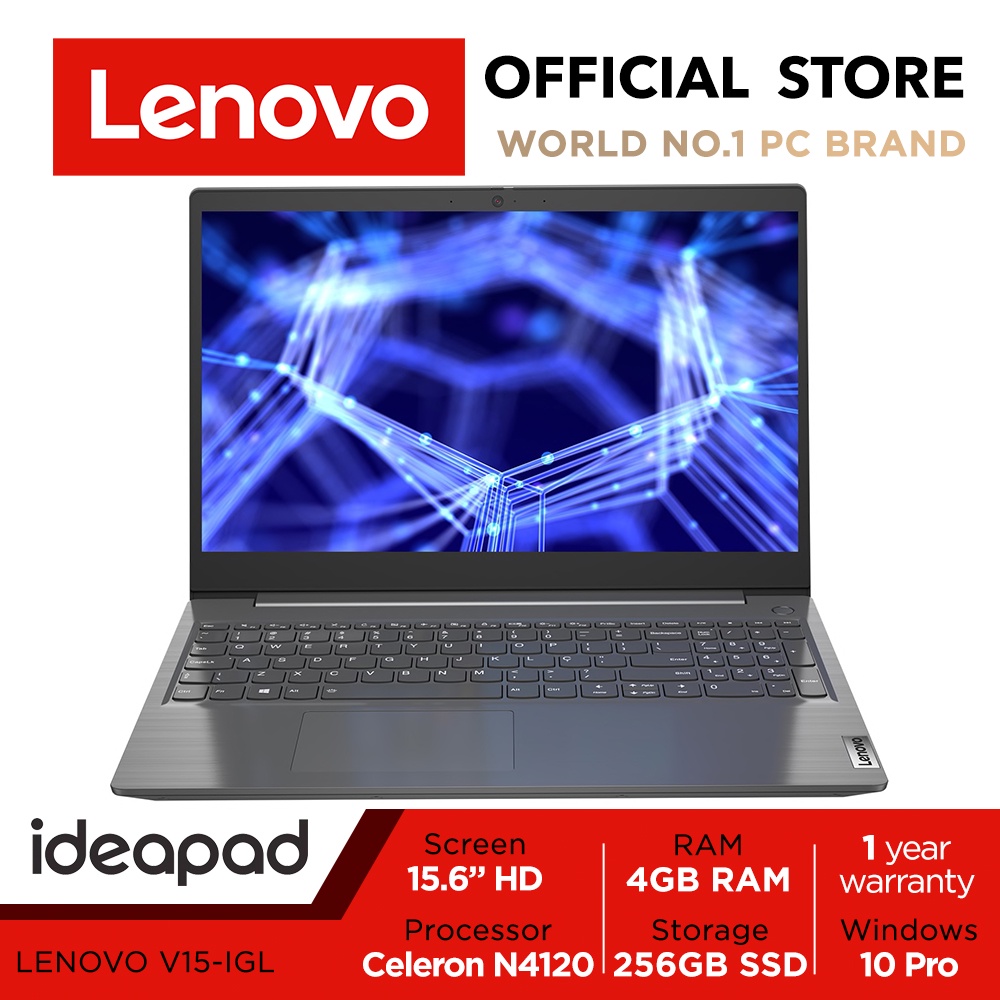 Lenovo
OFFICIAL STORE
WORLD NO.1 PC BRAND
Lenovo
ideapad
LENOVO V15-IGL
Screen
15.6” HD
Processor
Celeron N4120
RAM
4GB RAM
Storage
256GB SSD
1 year
warranty
Windows
10 Pro